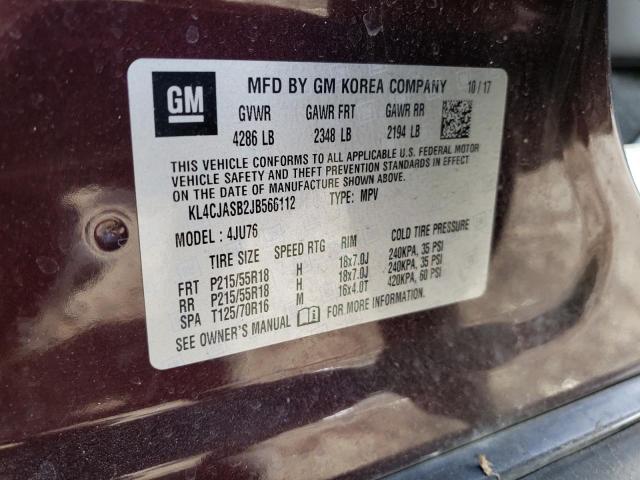 GM
MFD BY GM KOREA COMPANY 10/17
GVWR GAWR FRT GAWR RR
4286 LB 2348 LB 2194 LB
THIS VEHICLE CONFORMS TO ALL APPLICABLE U.S. FEDERAL MOTOR
VEHICLE SAFETY AND THEFT PREVENTION STANDARDS IN EFFECT
ON THE DATE OF MANUFACTURE SHOWN ABOVE.
KL4CJASB2JB566112 TYPE: MPV
MODEL : 4JU76
TIRE SIZE SPEED RTG RIM COLD TIRE PRESSURE
FRT P215/55R18 H 18x7.0J 240KPA, 35 PSI
RR P215/55R18 H 18x7.0J 240KPA, 35 PSI
SPA T125/70R16 M 16x4.0T 420KPA, 60 PSI
SEE OWNER'S MANUAL FOR MORE INFORMATION.